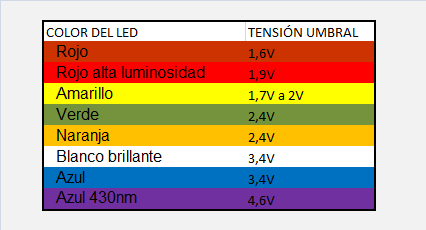 COLOR DEL LED TENSIÓN UMBRAL
Rojo 1,6V
Rojo alta luminosidad 1,9V
Amarillo 1,7V a 2V
Verde 2,4V
Naranja 2,4V
Blanco brillante 3,4V
Azul 3,4V
Azul 430nm 4,6V